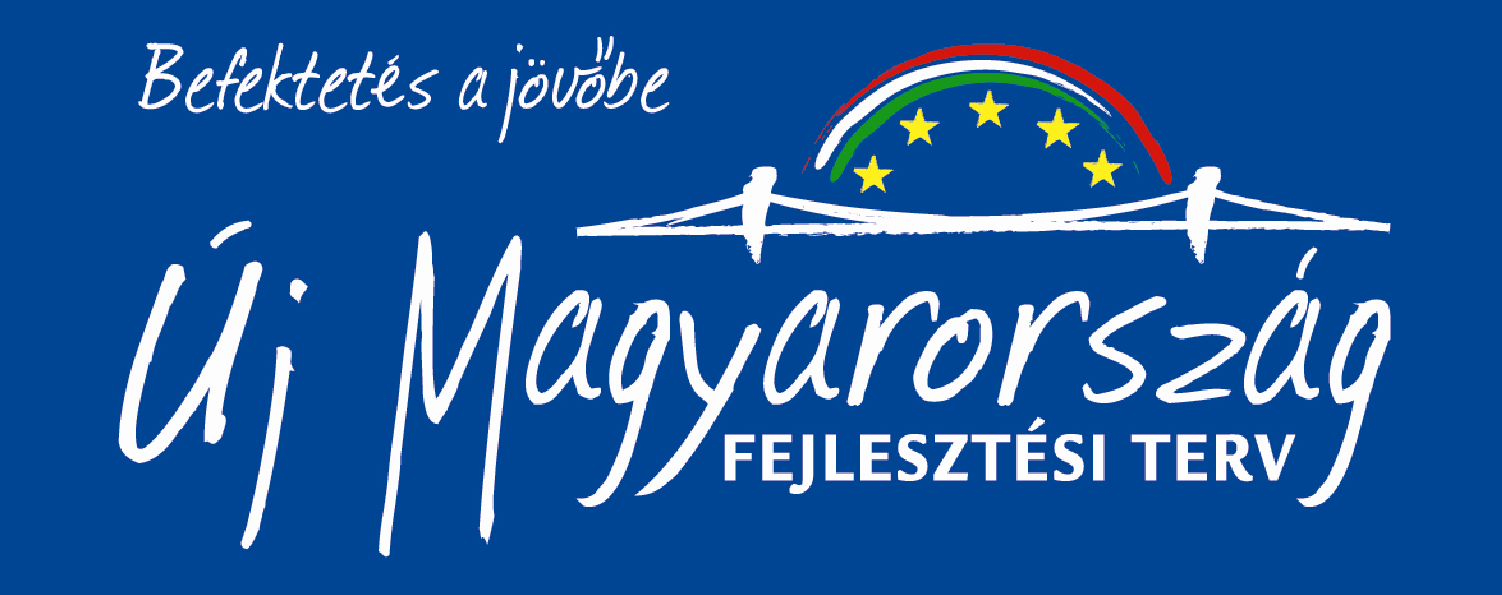 Befektetés a jövőbe
Új Magyarország
FEJLESZTÉSI TERV